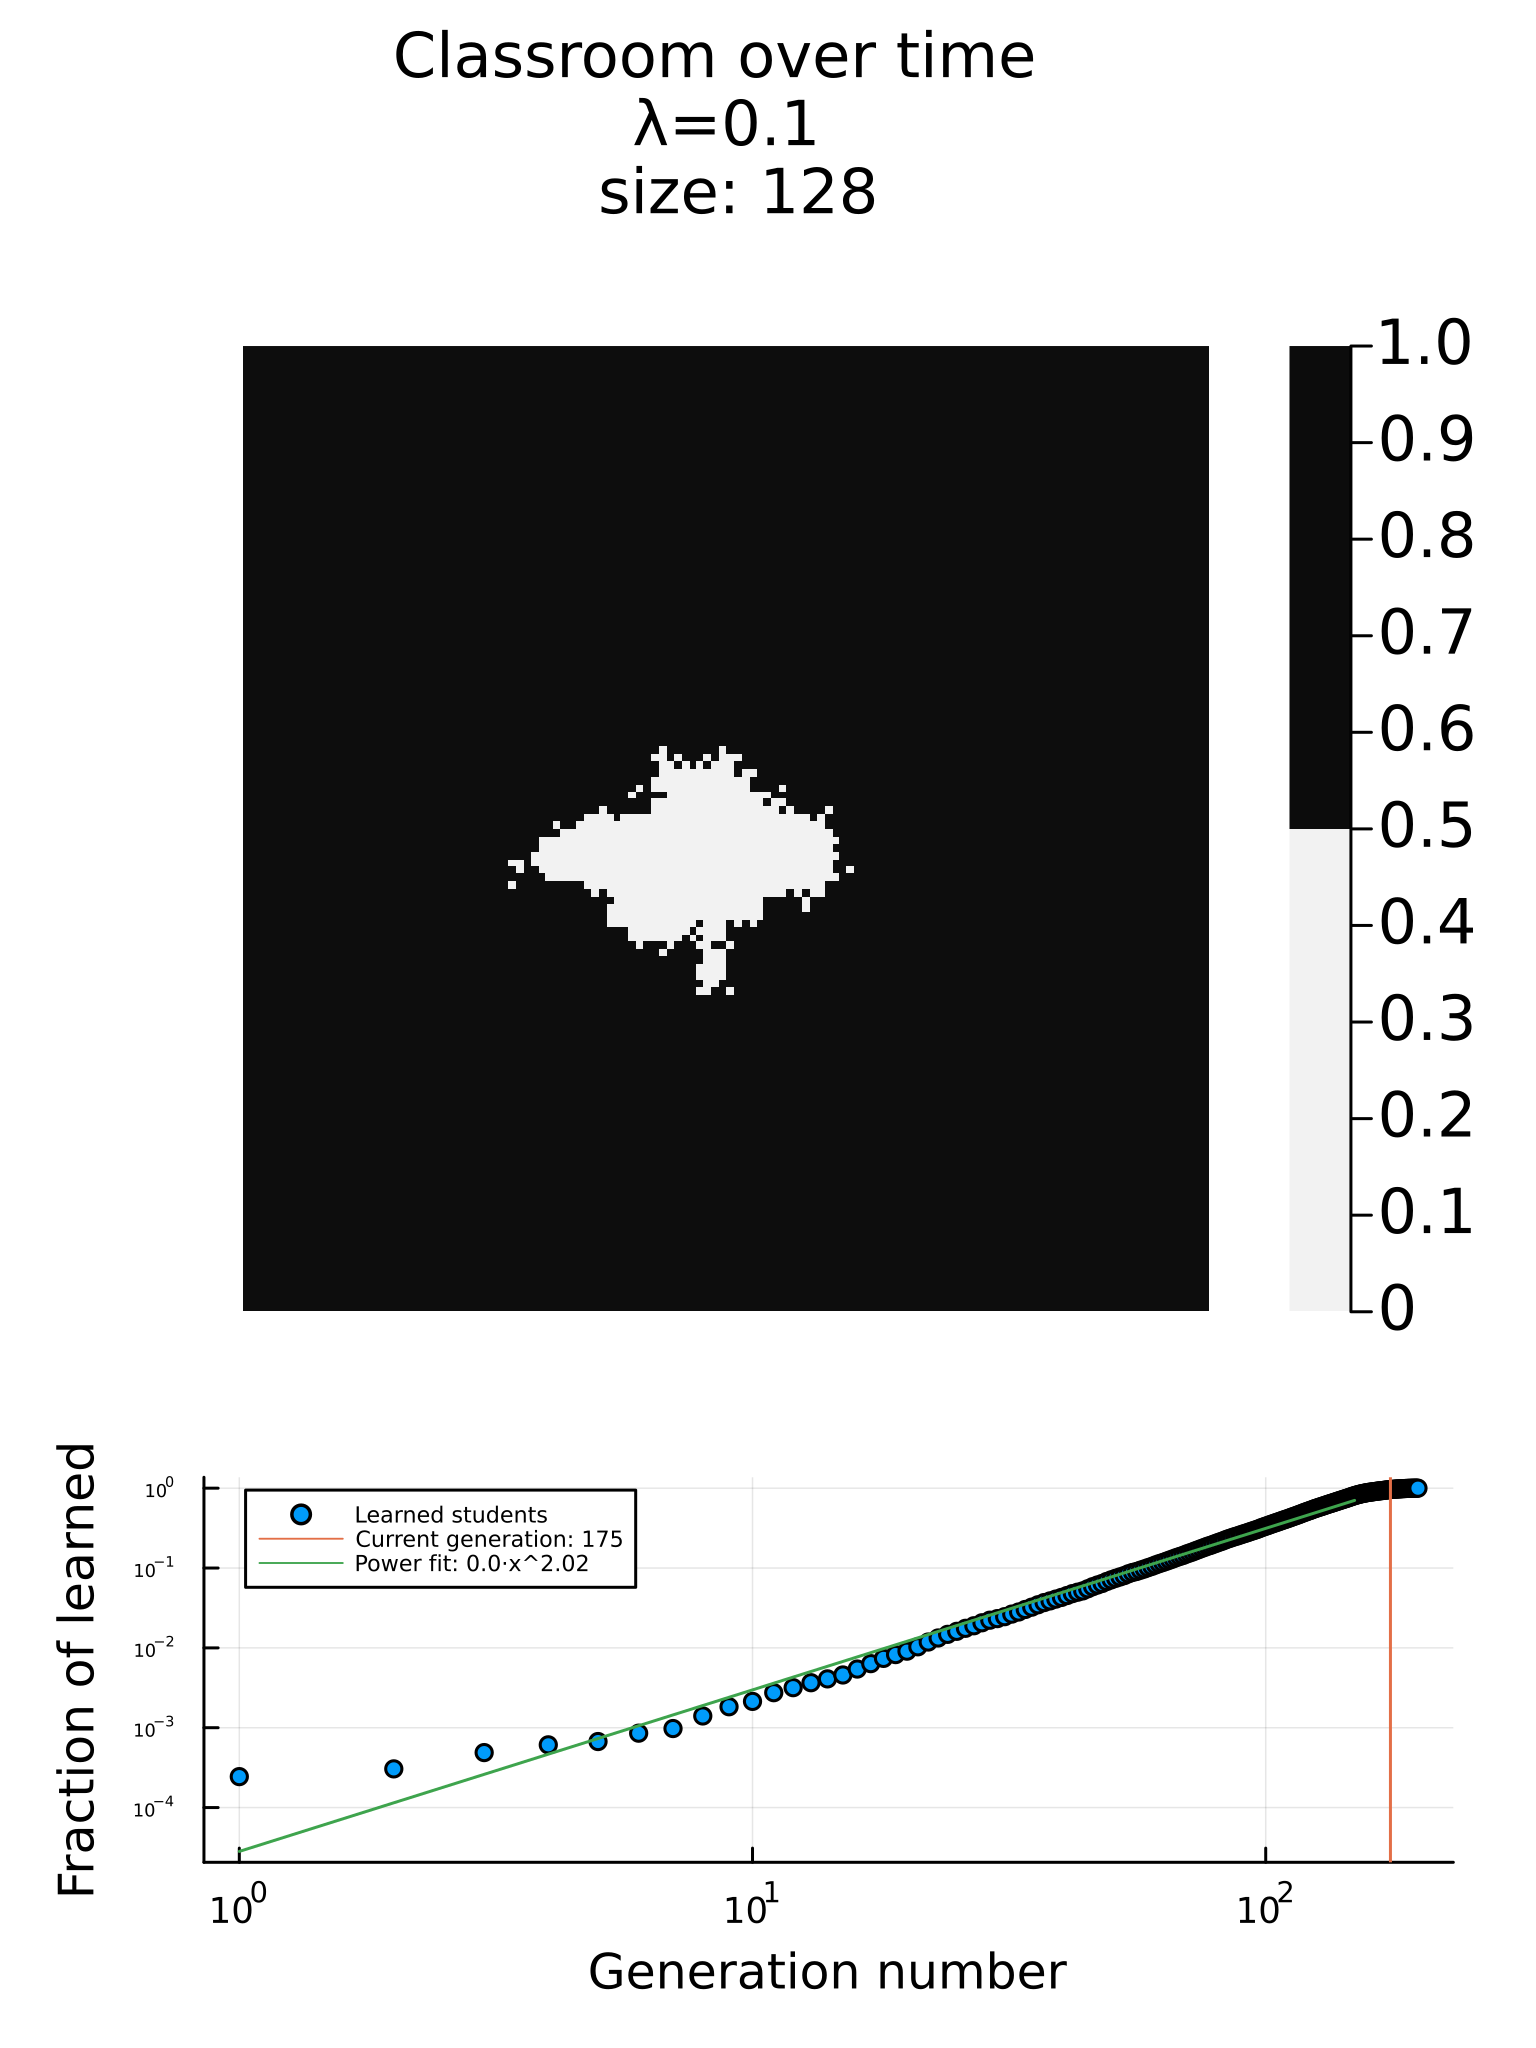 Classroom over time
λ=0.1
size: 128
1.0
0.9
0.8
0.7
0.6
0.5
0.4
0.3
0.2
0.1
0
Fraction of learned
10^0
10^-1
10^-2
10^-3
10^-4
Learned students
Current generation: 175
Power fit: 0.0·x^2.02
10^0 10^1 10^2
Generation number